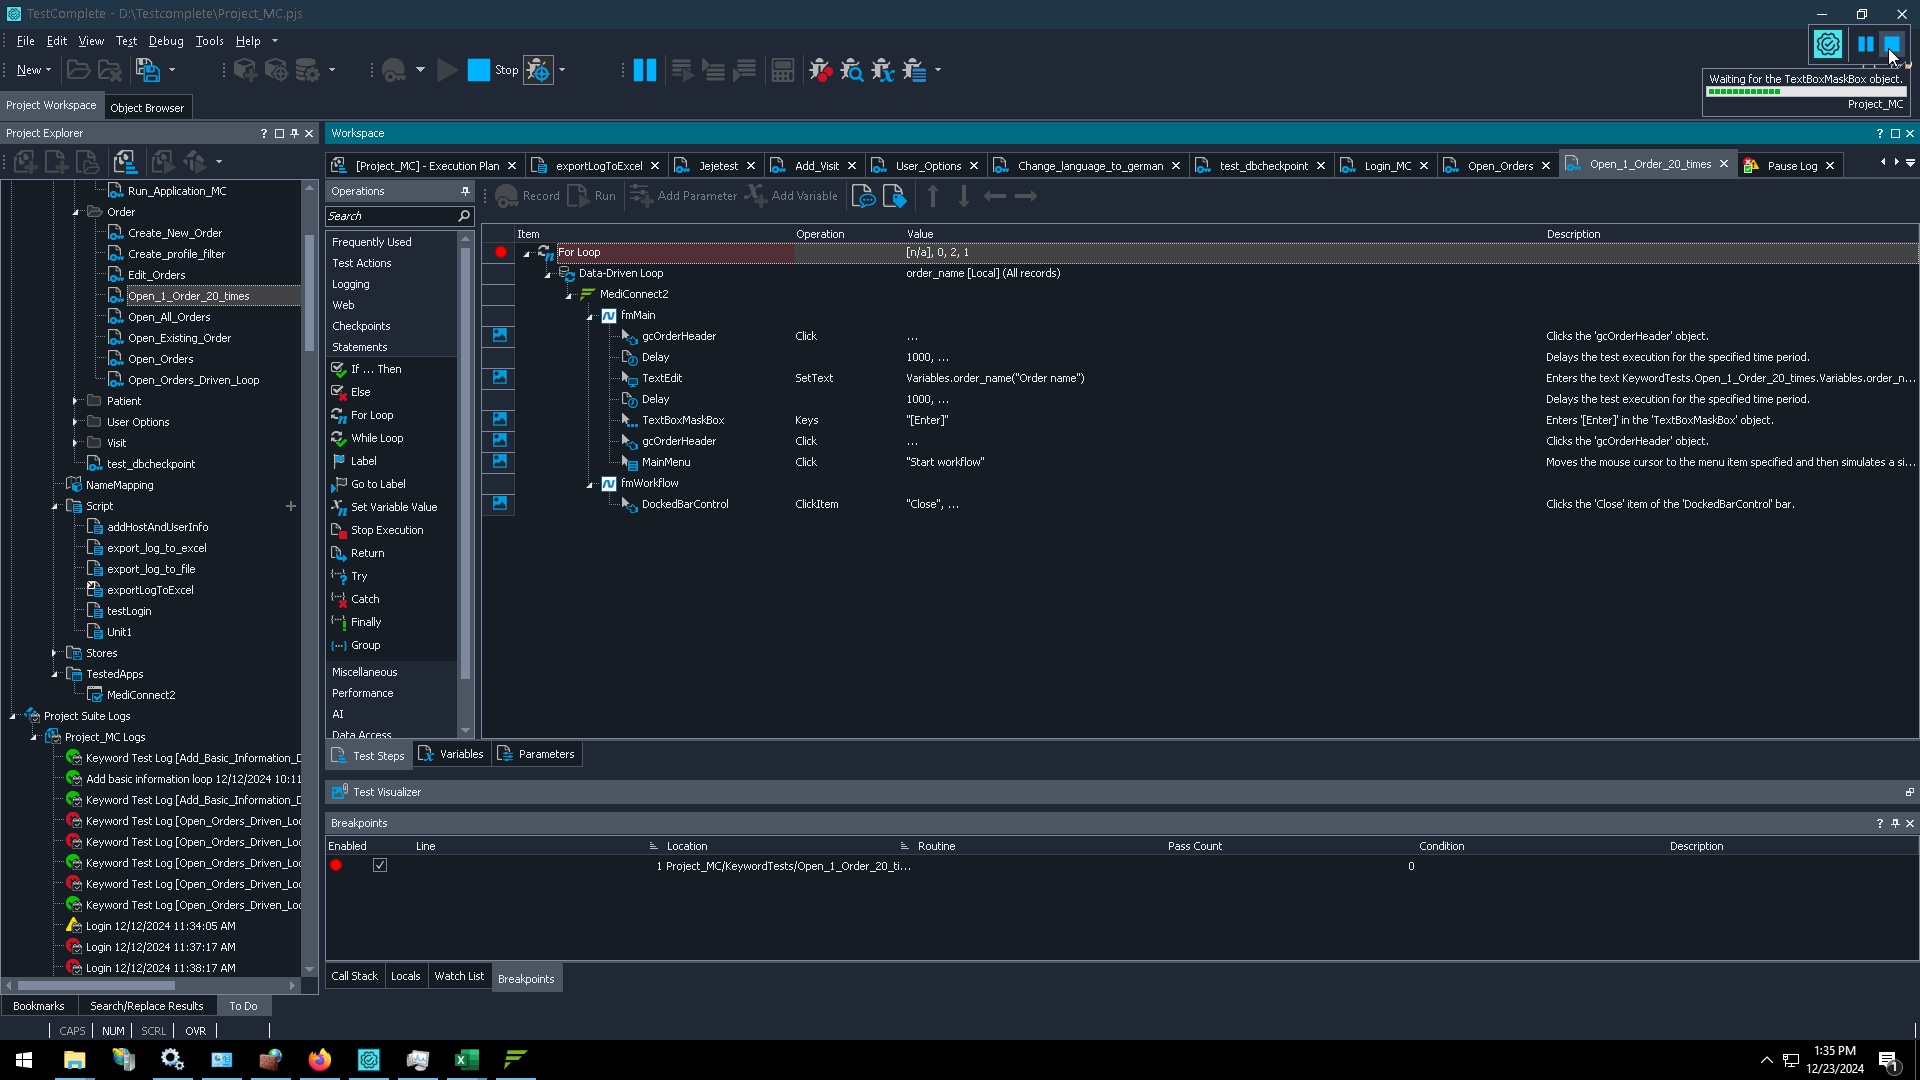 TestComplete - D:\Testcomplete\Project_MC.pjs
File Edit View Test Debug Tools Help
New Stop
Waiting for the TextBoxMaskBox object.
Project_MC
Project Workspace Object Browser
Project Explorer ?
Workspace ?
[Project_MC] - Execution Plan exportLogToExcel Jejetest Add_Visit User_Options Change_language_to_german test_dbcheckpoint Login_MC Open_Orders Open_1_Order_20_times Pause Log
Operations
Record Run Add Parameter Add Variable
Search
Frequently Used
Test Actions
Logging
Web
Checkpoints
Statements
If ... Then
Else
For Loop
While Loop
Label
Go to Label
Set Variable Value
Stop Execution
Return
Try
Catch
Finally
Group
Miscellaneous
Performance
AI
Data Access
Item Operation Value Description
For Loop [n/a], 0, 2, 1
Data-Driven Loop order_name [Local] (All records)
MediConnect2
fmMain
gcOrderHeader Click ... Clicks the 'gcOrderHeader' object.
Delay 1000, ... Delays the test execution for the specified time period.
TextEdit SetText Variables.order_name("Order name") Enters the text KeywordTests.Open_1_Order_20_times.Variables.order_n...
Delay 1000, ... Delays the test execution for the specified time period.
TextBoxMaskBox Keys "[Enter]" Enters '[Enter]' in the 'TextBoxMaskBox' object.
gcOrderHeader Click ... Clicks the 'gcOrderHeader' object.
MainMenu Click "Start workflow" Moves the mouse cursor to the menu item specified and then simulates a si...
fmWorkflow
DockedBarControl ClickItem "Close", ... Clicks the 'Close' item of the 'DockedBarControl' bar.
Run_Application_MC
Order
Create_New_Order
Create_profile_filter
Edit_Orders
Open_1_Order_20_times
Open_All_Orders
Open_Existing_Order
Open_Orders
Open_Orders_Driven_Loop
Patient
User Options
Visit
test_dbcheckpoint
NameMapping
Script
addHostAndUserInfo
export_log_to_excel
export_log_to_file
exportLogToExcel
testLogin
Unit1
Stores
TestedApps
MediConnect2
Project Suite Logs
Project_MC Logs
Keyword Test Log [Add_Basic_Information_D
Add basic information loop 12/12/2024 10:11
Keyword Test Log [Add_Basic_Information_D
Keyword Test Log [Open_Orders_Driven_Loo
Keyword Test Log [Open_Orders_Driven_Loo
Keyword Test Log [Open_Orders_Driven_Loo
Keyword Test Log [Open_Orders_Driven_Loo
Keyword Test Log [Open_Orders_Driven_Loo
Login 12/12/2024 11:34:05 AM
Login 12/12/2024 11:37:17 AM
Login 12/12/2024 11:38:17 AM
Test Steps Variables Parameters
Test Visualizer
Breakpoints ?
Enabled Line Location Routine Pass Count Condition Description
1 Project_MC/KeywordTests/Open_1_Order_20_ti... 0
Call Stack Locals Watch List Breakpoints
Bookmarks Search/Replace Results To Do
CAPS NUM SCRL OVR
1:35 PM
12/23/2024
1